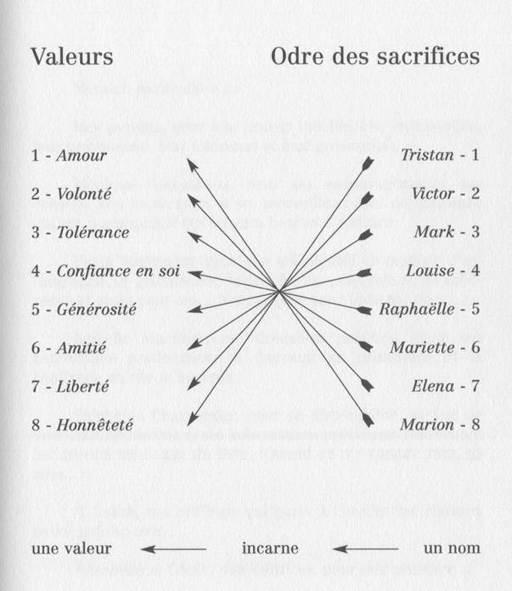 Valeurs Odre des sacrifices
1 - Amour Tristan - 1
2 - Volonté Victor - 2
3 - Tolérance Mark - 3
4 - Confiance en soi Louise - 4
5 - Générosité Raphaëlle - 5
6 - Amitié Mariette - 6
7 - Liberté Elena - 7
8 - Honnêteté Marion - 8
une valeur incarne un nom